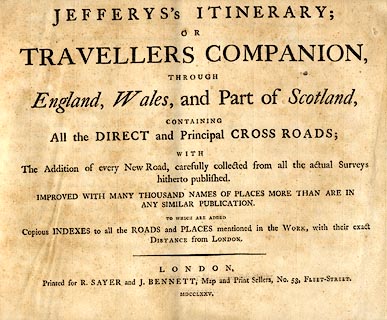 JEFFERYS's ITINERARY;
OR
TRAVELLERS COMPANION,
THROUGH
England, Wales, and Part of Scotland,
CONTAINING
All the DIRECT and Principal CROSS ROADS;
WITH
The Addition of every New Road, carefully collected from all the actual Surveys
hitherto publiſhed.
IMPROVED WITH MANY THOUSAND NAMES OF PLACES MORE THAN ARE IN
ANY SIMILAR PUBLICATION.
TO WHICH ARE ADDED
Copious INDEXES to all the ROADS and PLACES mentioned in the WORK, with their exact
DISTANCE from LONDON.
LONDON,
Printed for R. SAYER and J. BENNETT, Map and Print Sellers, No. 53, FLEET-STREET.
MDCCLXXV.